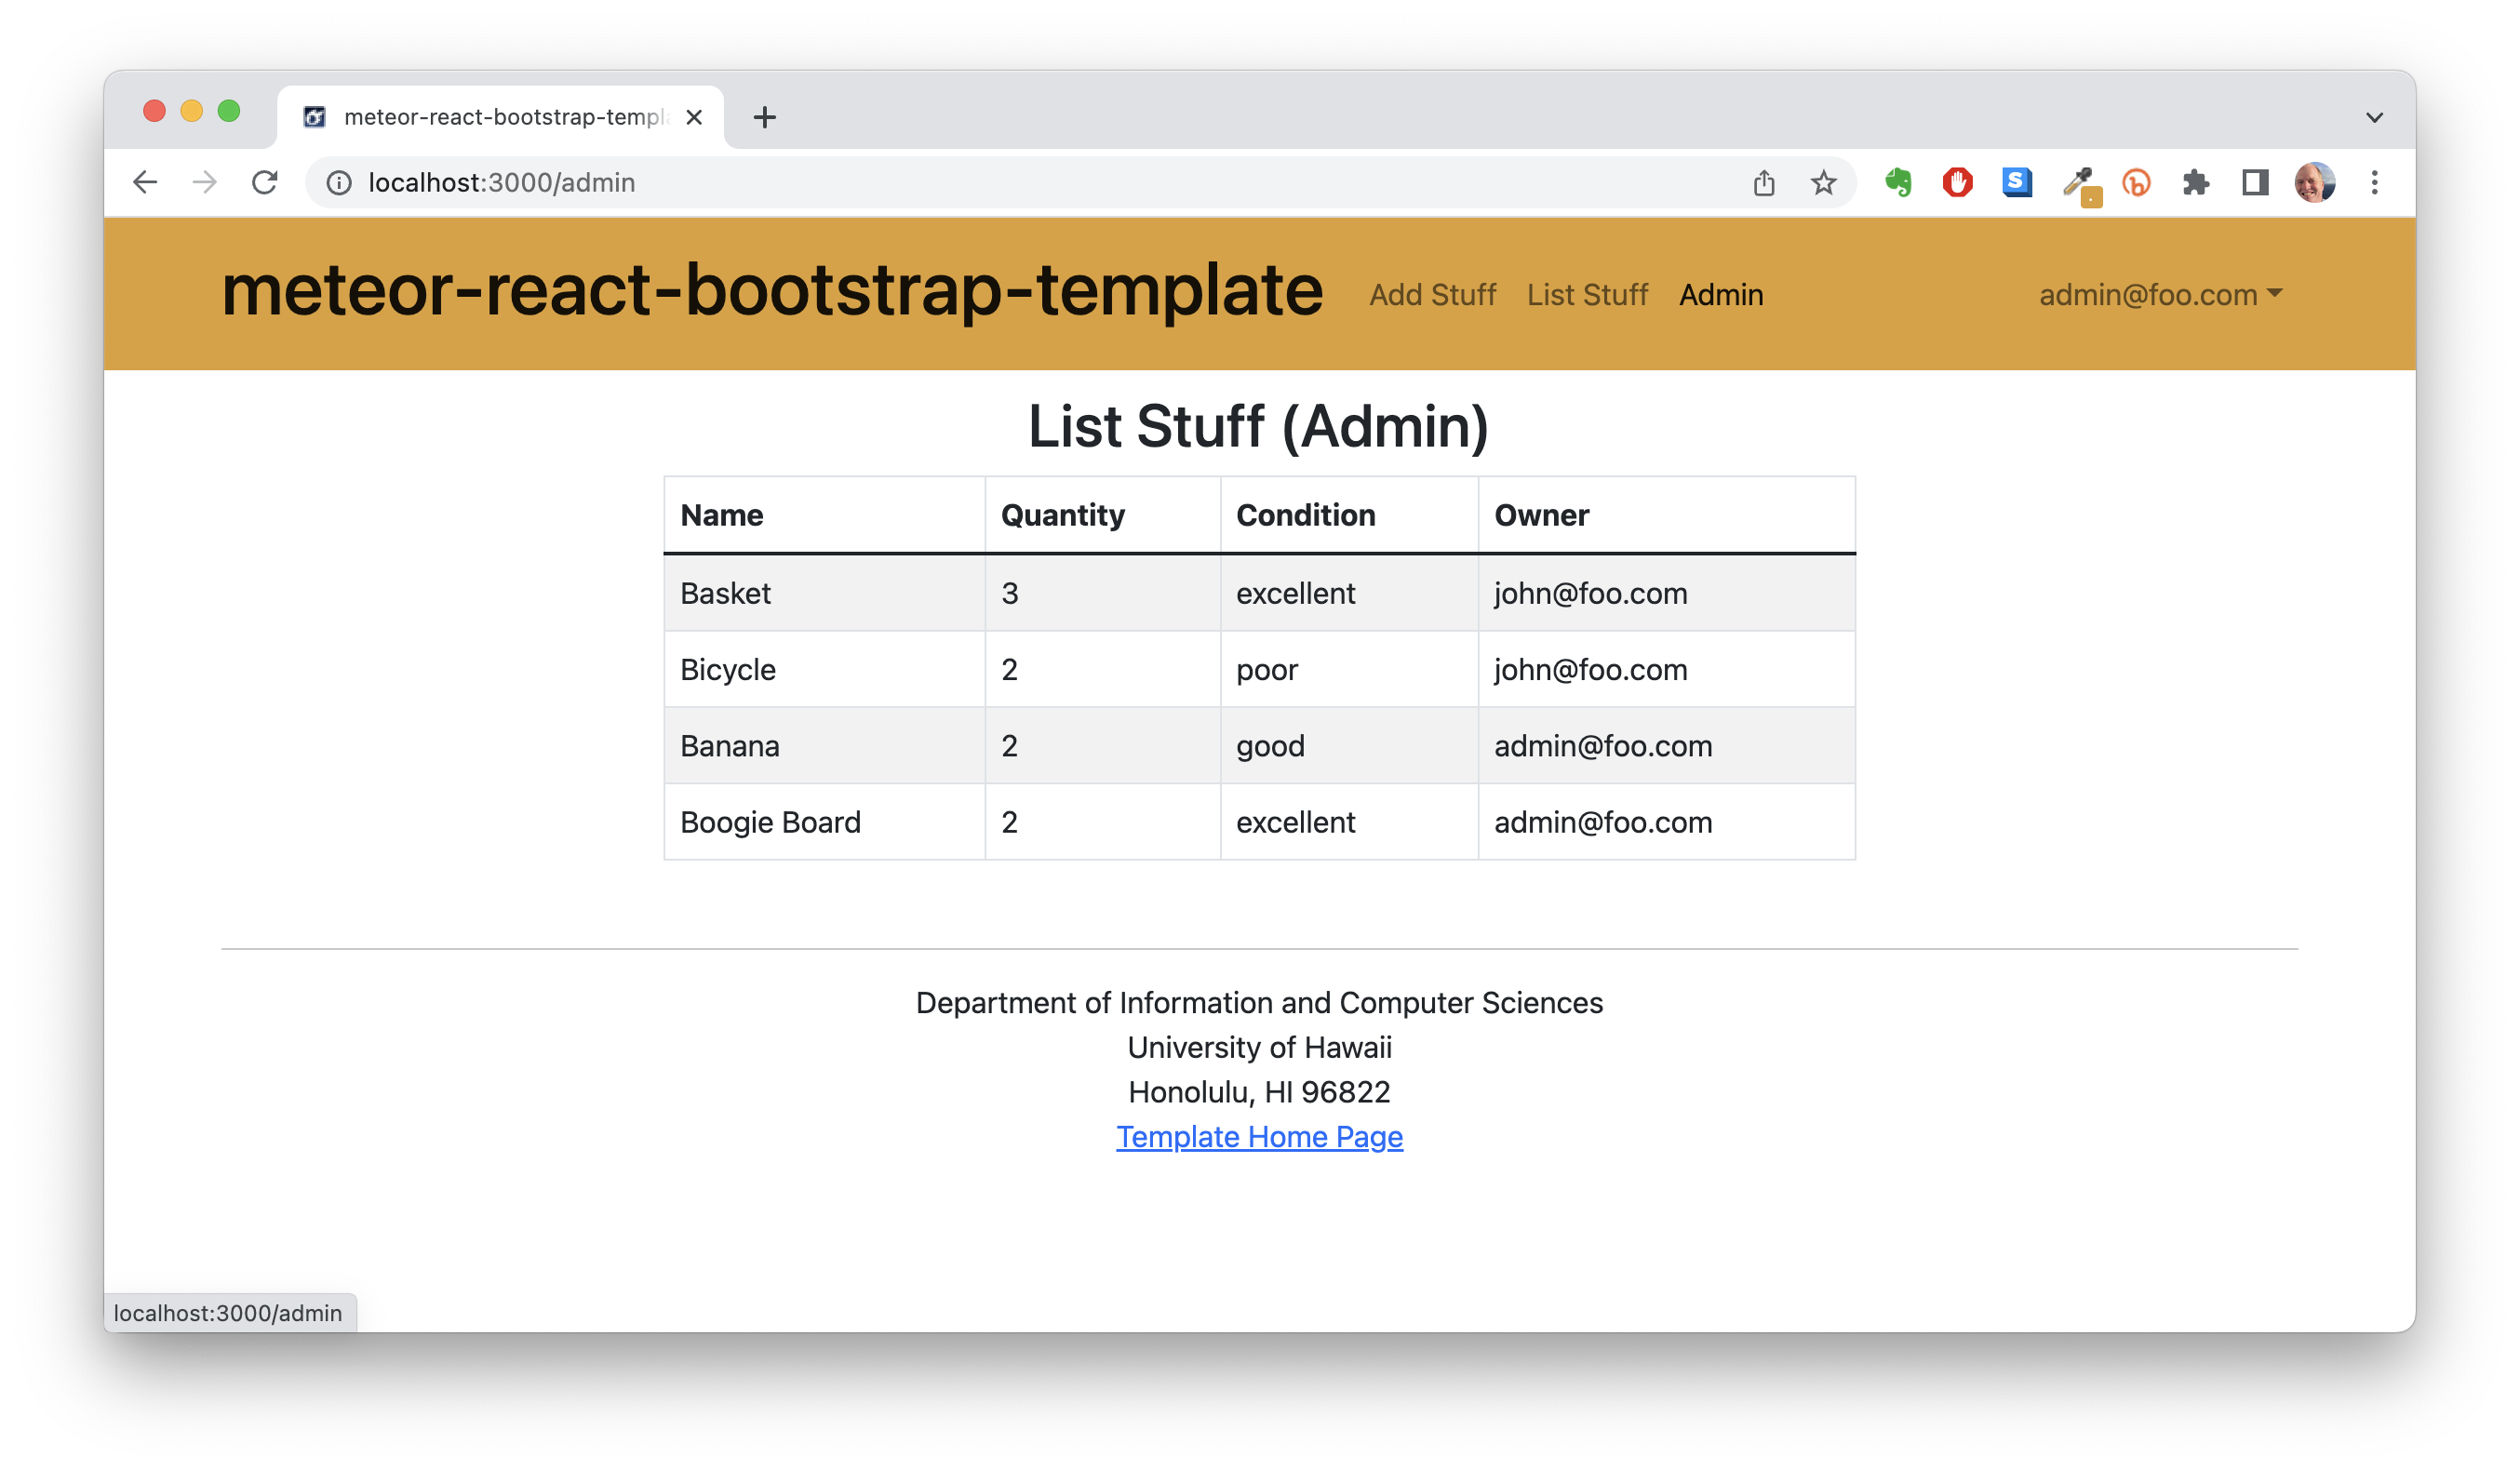 meteor-react-bootstrap-templ
localhost:3000/admin
meteor-react-bootstrap-template Add Stuff List Stuff Admin admin@foo.com
List Stuff (Admin)
Name Quantity Condition Owner
Basket 3 excellent john@foo.com
Bicycle 2 poor john@foo.com
Banana 2 good admin@foo.com
Boogie Board 2 excellent admin@foo.com
Department of Information and Computer Sciences
University of Hawaii
Honolulu, HI 96822
Template Home Page
localhost:3000/admin